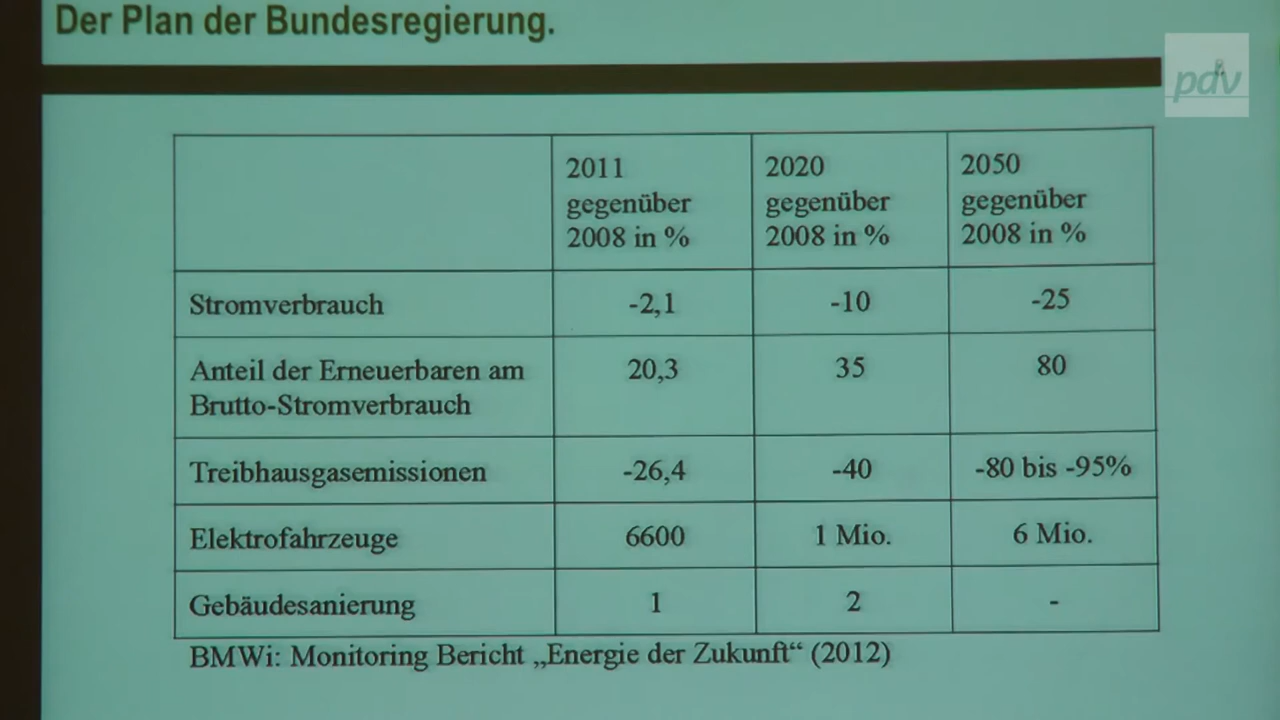 Der Plan der Bundesregierung.
pdv
2011 gegenüber 2008 in %
2020 gegenüber 2008 in %
2050 gegenüber 2008 in %
Stromverbrauch -2,1 -10 -25
Anteil der Erneuerbaren am Brutto-Stromverbrauch 20,3 35 80
Treibhausgasemissionen -26,4 -40 -80 bis -95%
Elektrofahrzeuge 6600 1 Mio. 6 Mio.
Gebäudesanierung 1 2 -
BMWi: Monitoring Bericht „Energie der Zukunft“ (2012)